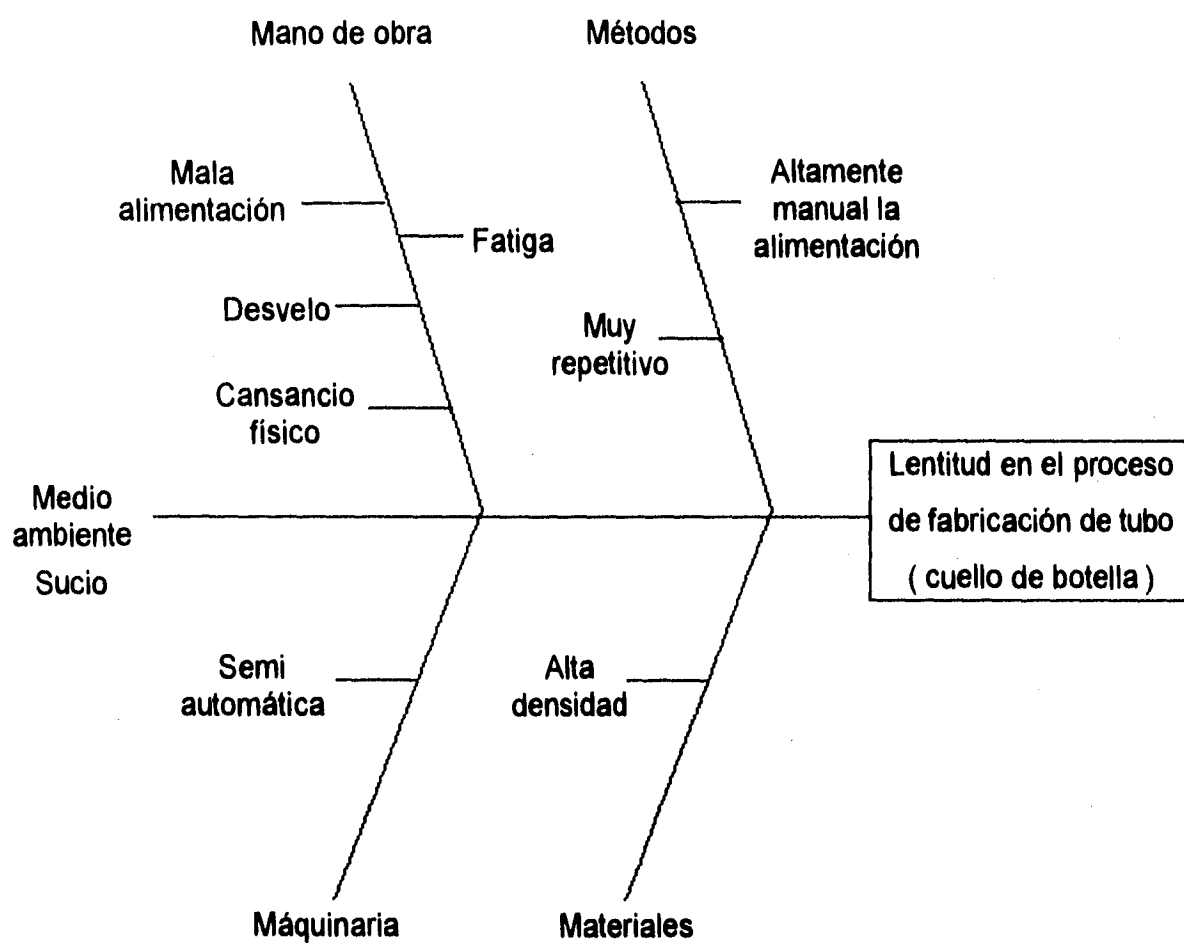 Mano de obra
Métodos
Mala
alimentación
Fatiga
Desvelo
Cansancio
físico
Altamente
manual la
alimentación
Muy
repetitivo
Medio
ambiente
Sucio
Lentitud en el proceso
de fabricación de tubo
( cuello de botella )
Semi
automática
Alta
densidad
Máquinaria
Materiales